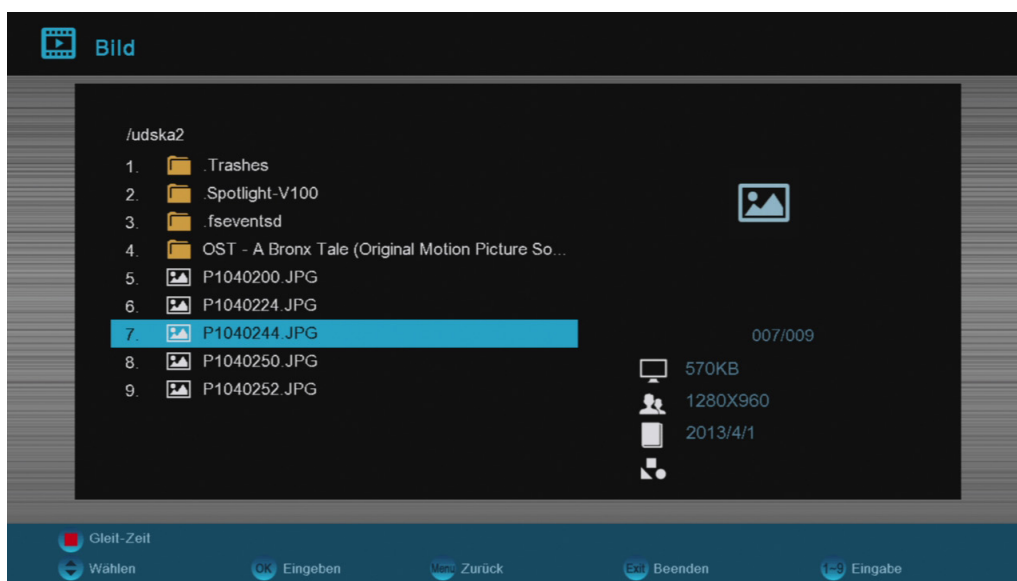 Bild
/udska2
1. .Trashes
2. .Spotlight-V100
3. .fseventsd
4. OST - A Bronx Tale (Original Motion Picture So...
5. P1040200.JPG
6. P1040224.JPG
7. P1040244.JPG
8. P1040250.JPG
9. P1040252.JPG
007/009
570KB
1280X960
2013/4/1
Gleit-Zeit
Wählen
OK Eingeben
Menu Zurück
Exit Beenden
1~9 Eingabe